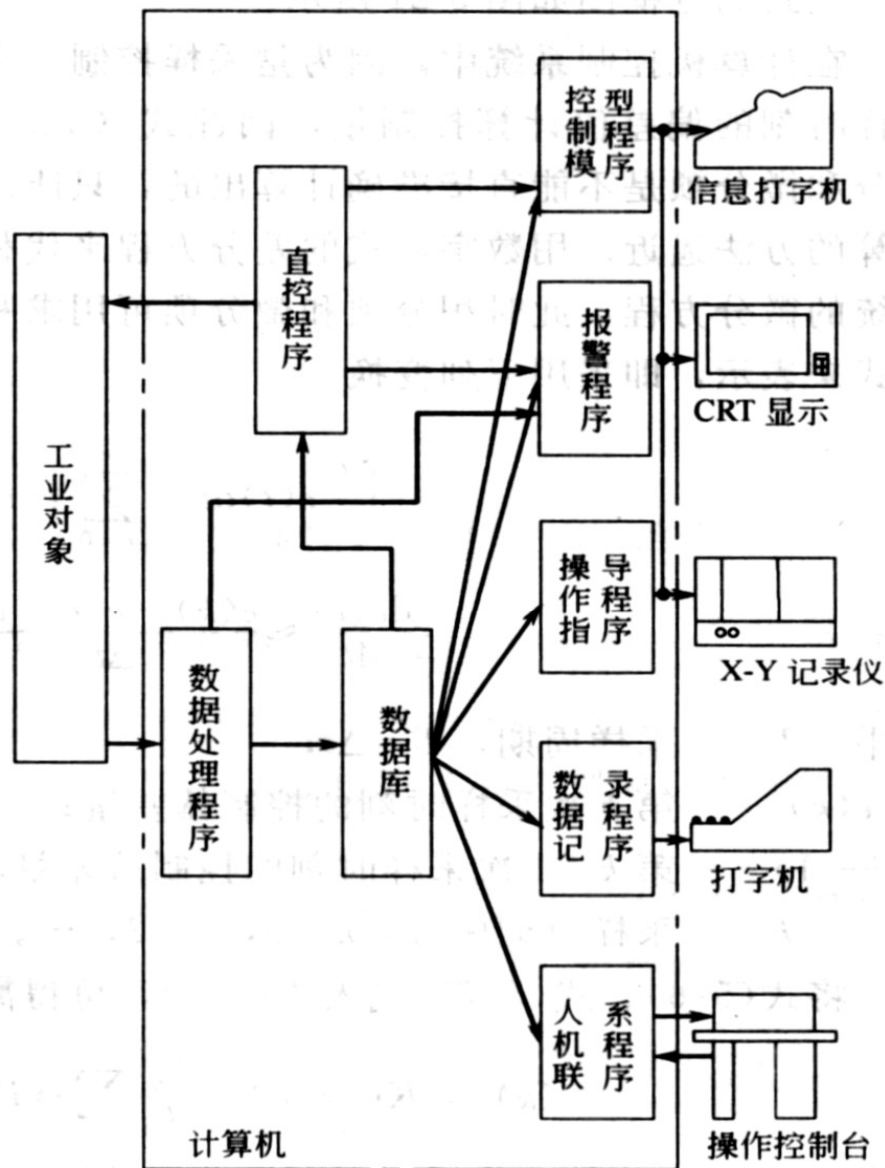 控制模
型程序
信息打字机
直控程序
报警程序
CRT 显示
工业对象
操作指
导程序
X-Y 记录仪
数据处理程序
数据库
数据记
录程序
打字机
人机联
系程序
计算机
操作控制台